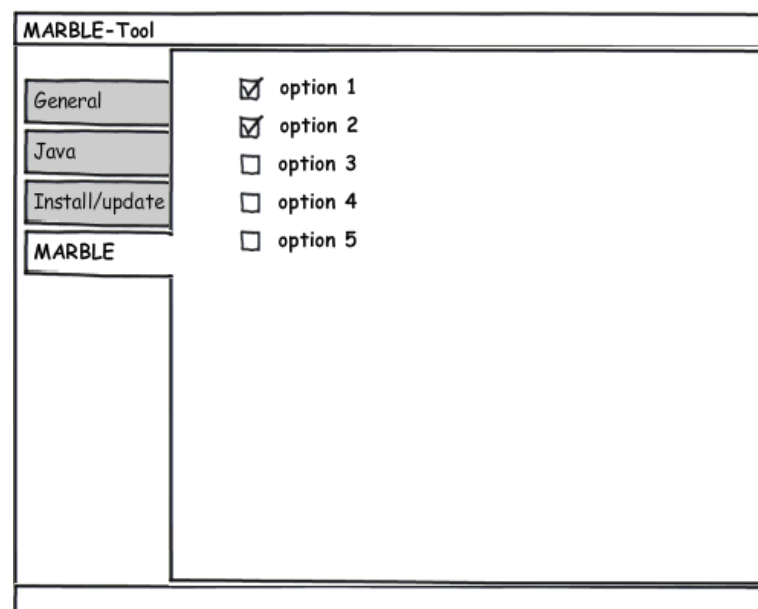 MARBLE-Tool
General
Java
Install/update
MARBLE
option 1
option 2
option 3
option 4
option 5